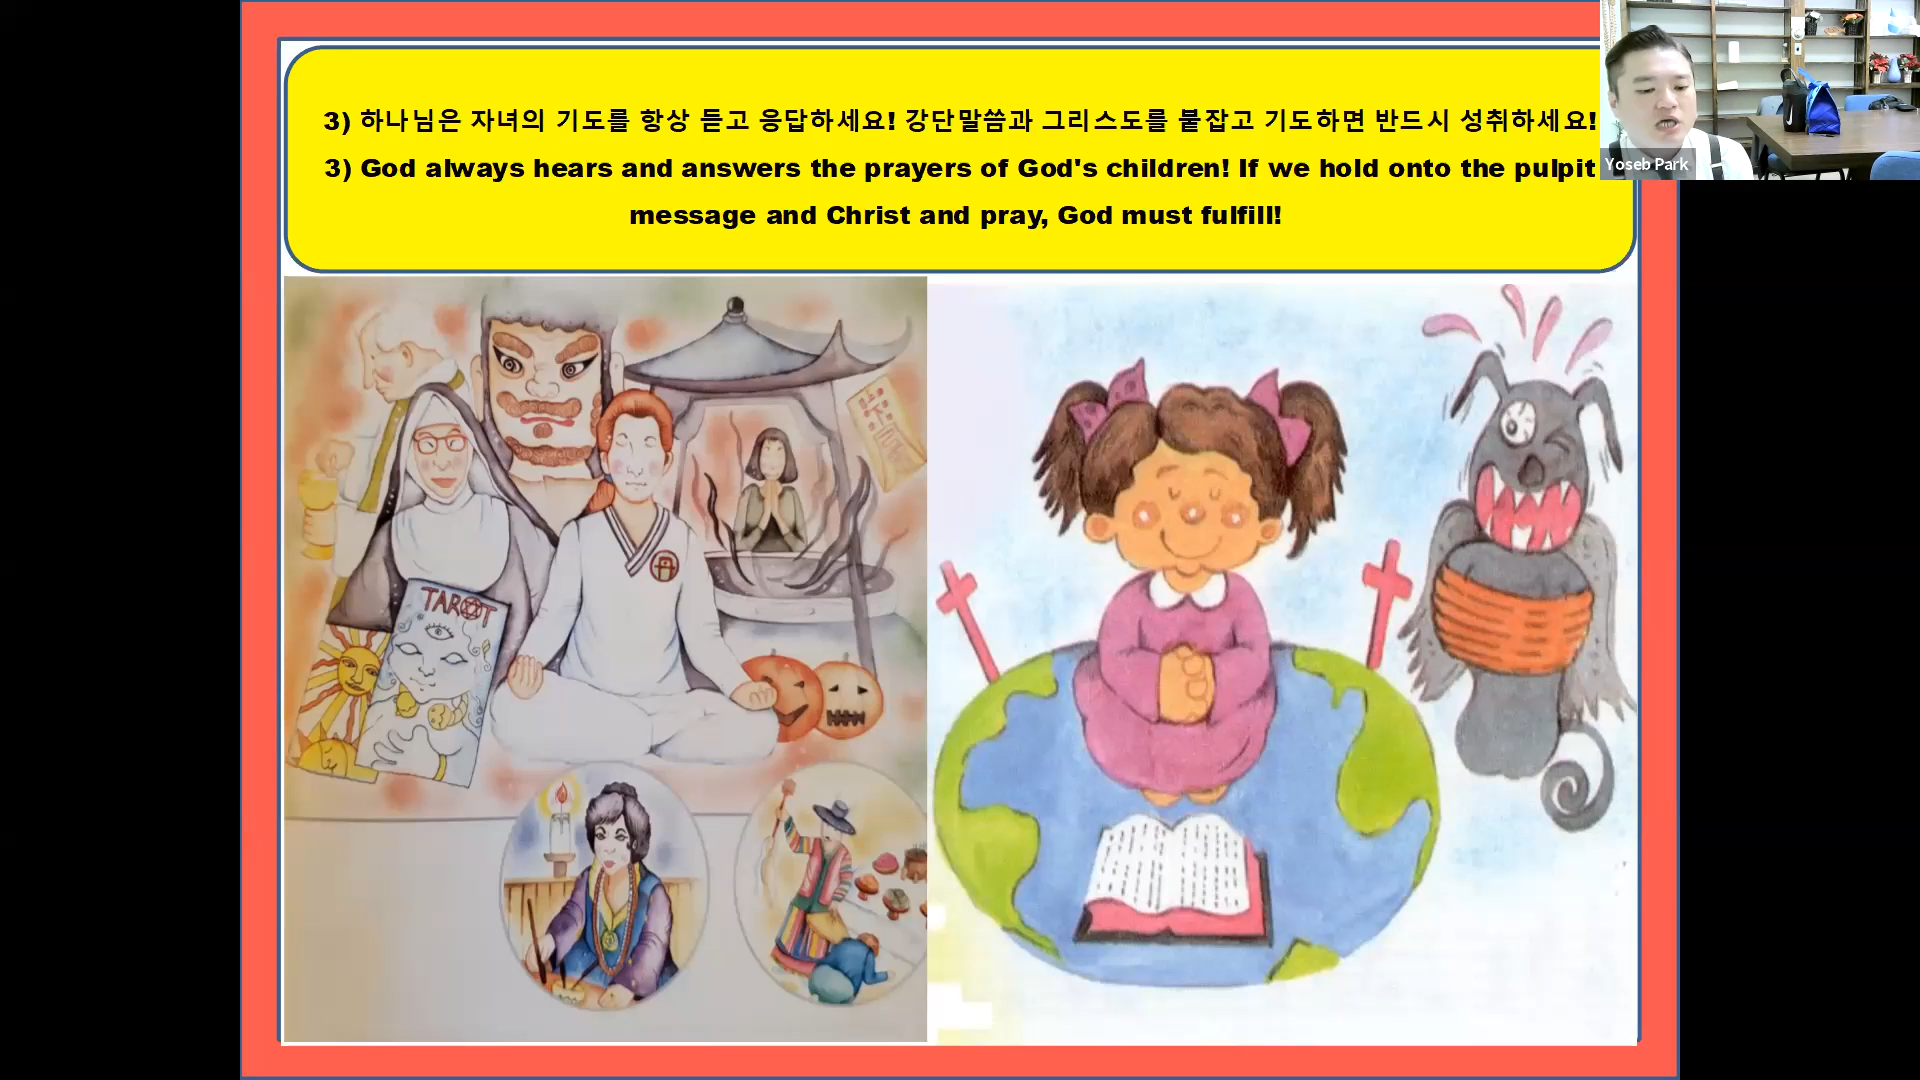 3) 하나님은 자녀의 기도를 항상 듣고 응답하세요! 강단말씀과 그리스도를 붙잡고 기도하면 반드시 성취하세요!
3) God always hears and answers the prayers of God's children! If we hold onto the pulpit
message and Christ and pray, God must fulfill!
Yoseb Park
TAROT